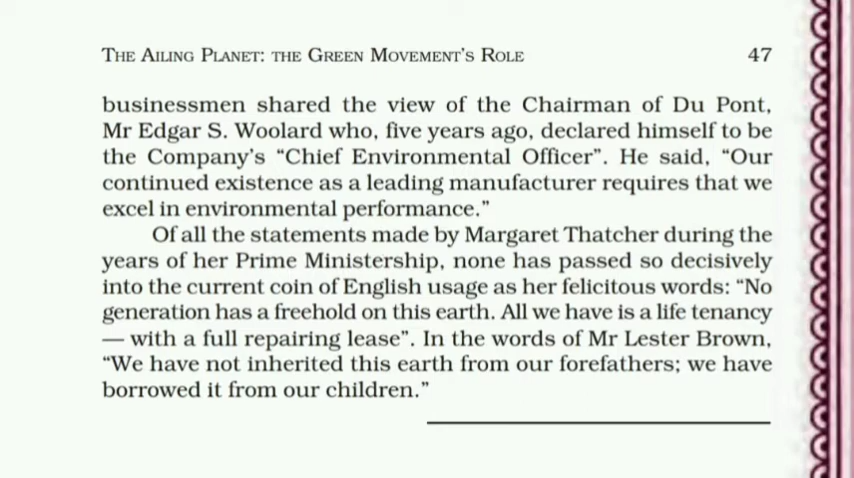 THE AILING PLANET: THE GREEN MOVEMENT'S ROLE 47
businessmen shared the view of the Chairman of Du Pont,
Mr Edgar S. Woolard who, five years ago, declared himself to be
the Company's “Chief Environmental Officer”. He said, “Our
continued existence as a leading manufacturer requires that we
excel in environmental performance.”
Of all the statements made by Margaret Thatcher during the
years of her Prime Ministership, none has passed so decisively
into the current coin of English usage as her felicitous words: “No
generation has a freehold on this earth. All we have is a life tenancy
— with a full repairing lease”. In the words of Mr Lester Brown,
“We have not inherited this earth from our forefathers; we have
borrowed it from our children.”